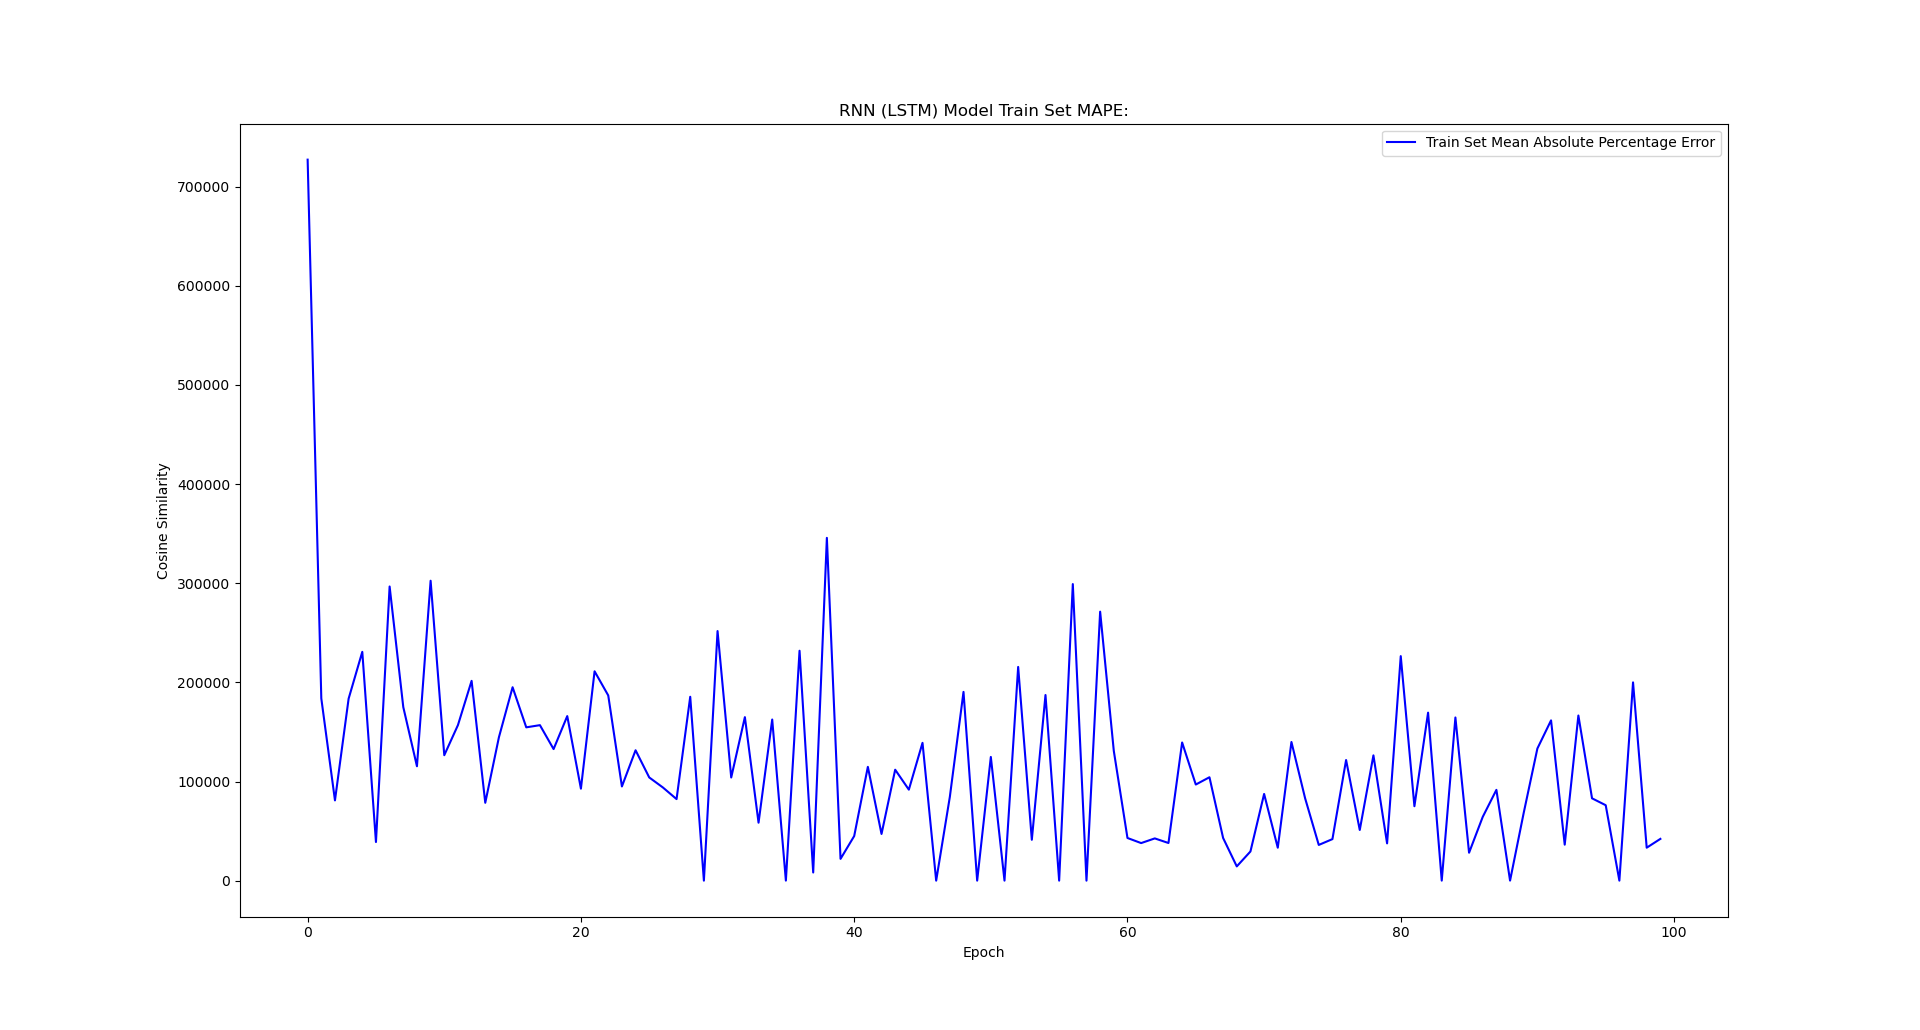 RNN (LSTM) Model Train Set MAPE:
Train Set Mean Absolute Percentage Error
700000
600000
500000
400000
300000
200000
100000
0
Cosine Similarity
0 20 40 60 80 100
Epoch